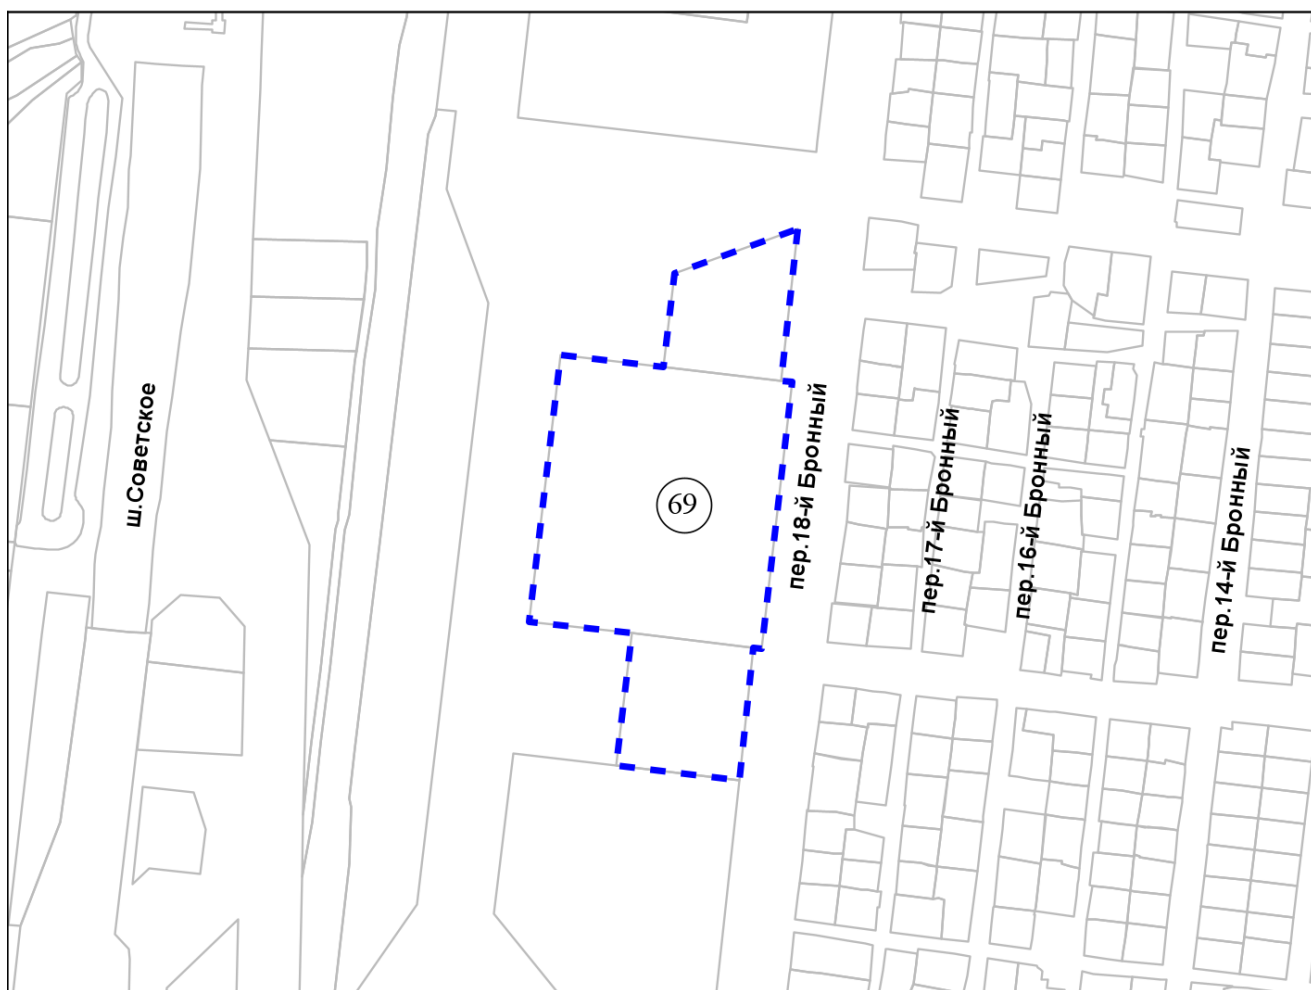 ш.Советское
69
пер.18-й Бронный
пер.17-й Бронный
пер.16-й Бронный
пер.14-й Бронный